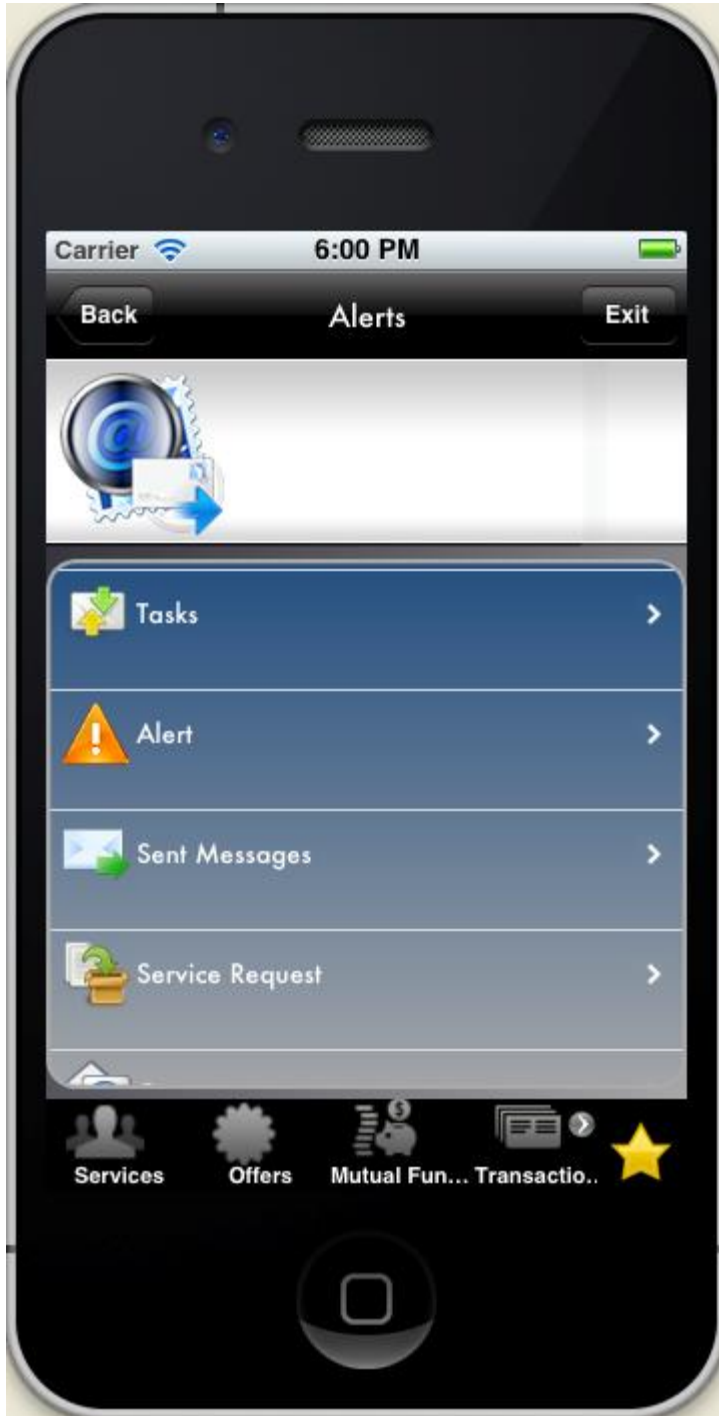 Carrier 6:00 PM
Back Alerts Exit
@
Tasks
Alert
Sent Messages
Service Request
Services Offers Mutual Fun... Transactio..